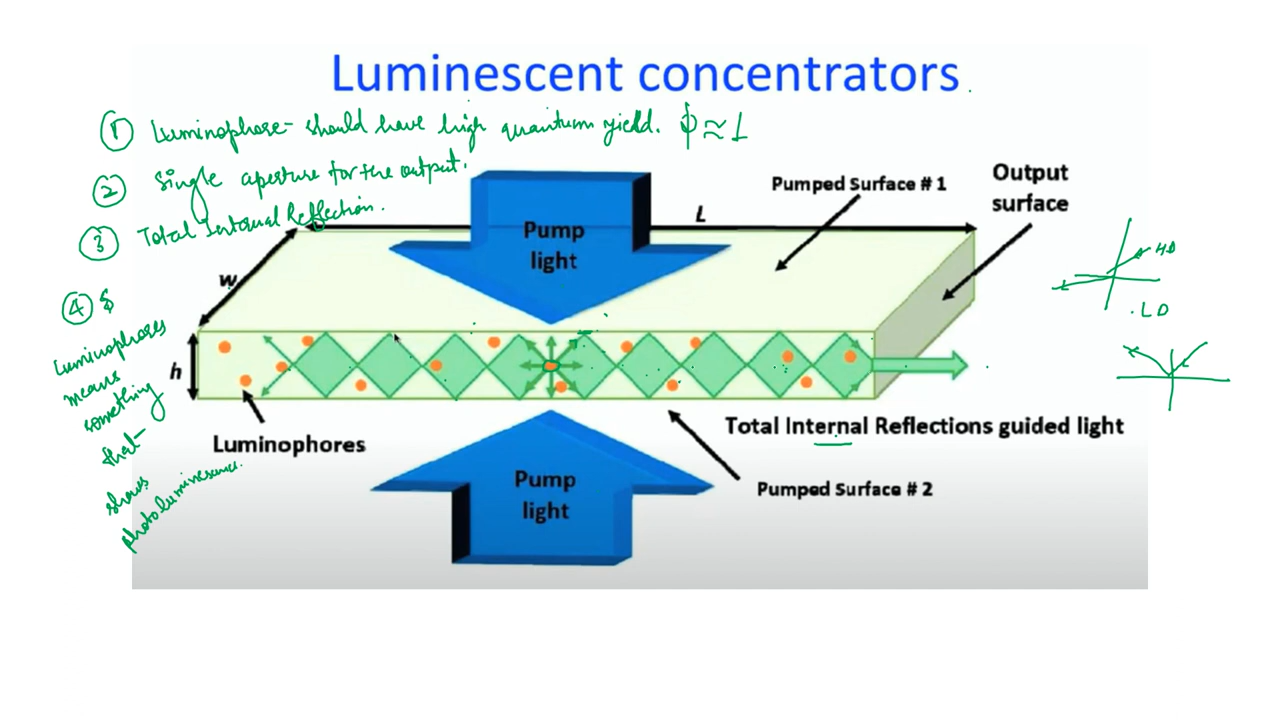 Luminescent concentrators
① Luminophore - should have high quantum yield. ϕ ≈ 1
② Single aperture for the output.
③ Total Internal Reflection.
④ $
Luminophores
means
something
that
shows
photoluminescence.
Pump
light
Pumped Surface # 1
Output
surface
L
w
h
HD
LD
Luminophores
Total Internal Reflections guided light
Pump
light
Pumped Surface # 2